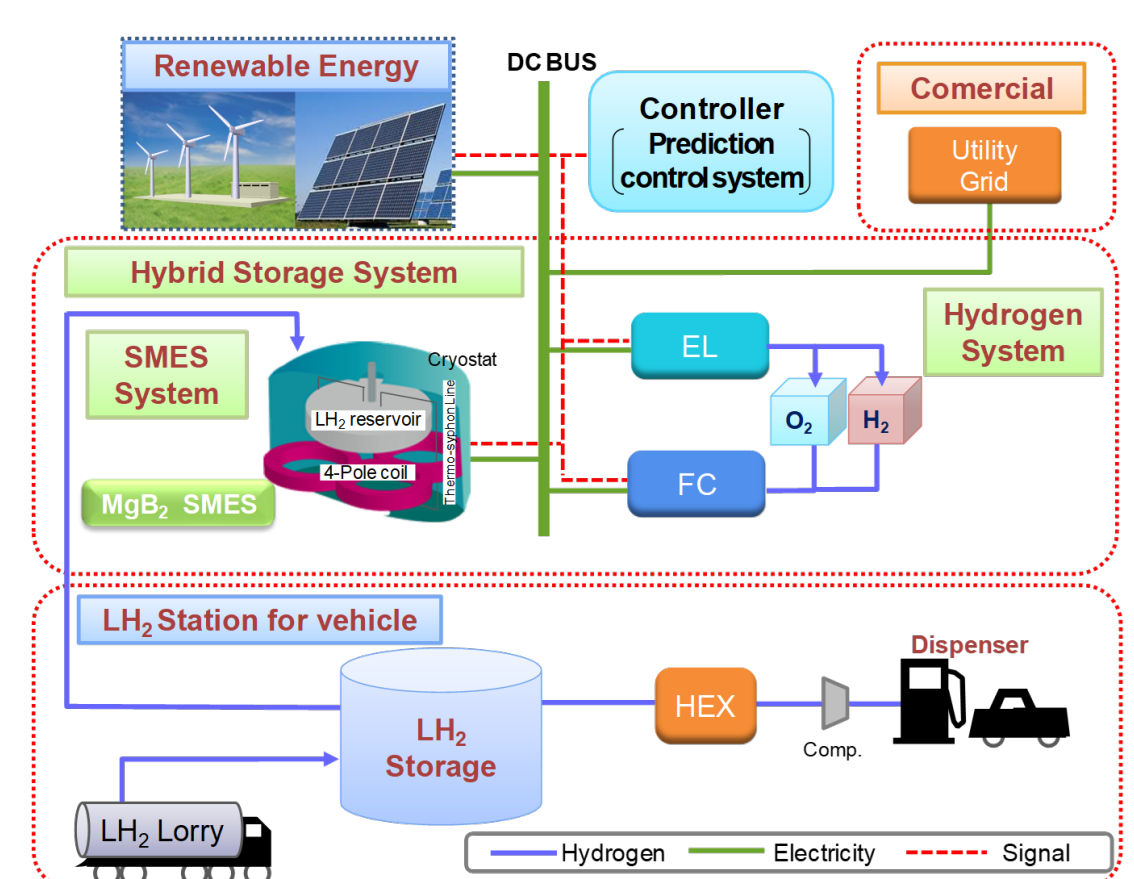 Renewable Energy
DC BUS
Controller
Prediction
control system
Comercial
Utility
Grid
Hybrid Storage System
Hydrogen
System
SMES
System
Cryostat
LH₂ reservoir
4-Pole coil
Thermo-syphon Line
MgB₂ SMES
EL
O₂
H₂
FC
LH₂ Station for vehicle
Dispenser
LH₂
Storage
HEX
Comp.
LH₂ Lorry
Hydrogen
Electricity
Signal